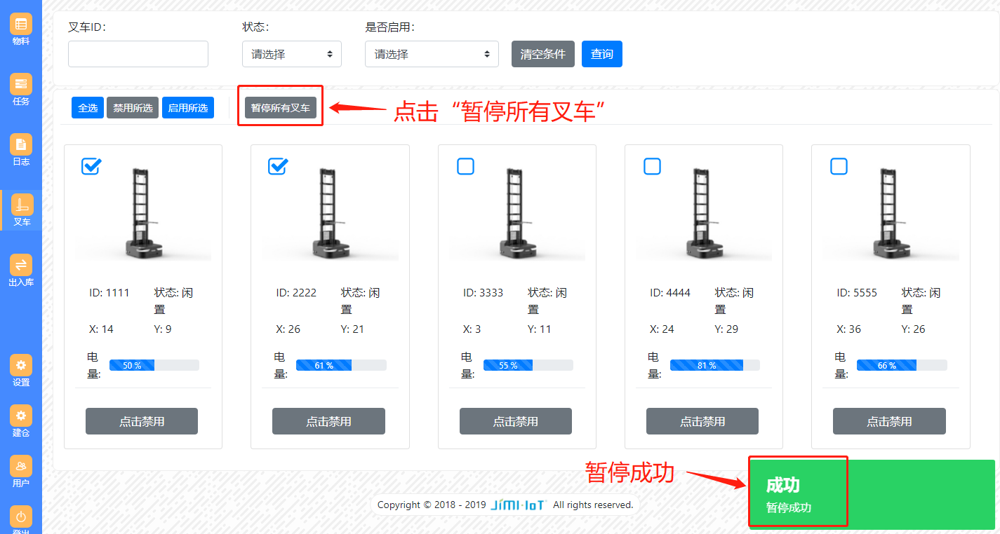 物料
任务
日志
叉车
出入库
设置
建仓
用户
登出
叉车ID：
状态：
是否启用：
请选择
请选择
清空条件
查询
全选
禁用所选
启用所选
暂停所有叉车
点击“暂停所有叉车”
ID: 1111
状态: 闲
置
X: 14
Y: 9
电
量:
50 %
点击禁用
ID: 2222
状态: 闲
置
X: 26
Y: 21
电
量:
61 %
点击禁用
ID: 3333
状态: 闲
置
X: 3
Y: 11
电
量:
55 %
点击禁用
ID: 4444
状态: 闲
置
X: 24
Y: 29
电
量:
81 %
点击禁用
ID: 5555
状态: 闲
置
X: 36
Y: 26
电
量:
66 %
点击禁用
暂停成功
成功
暂停成功
Copyright © 2018 - 2019 JiMI·IoT All rights reserved.